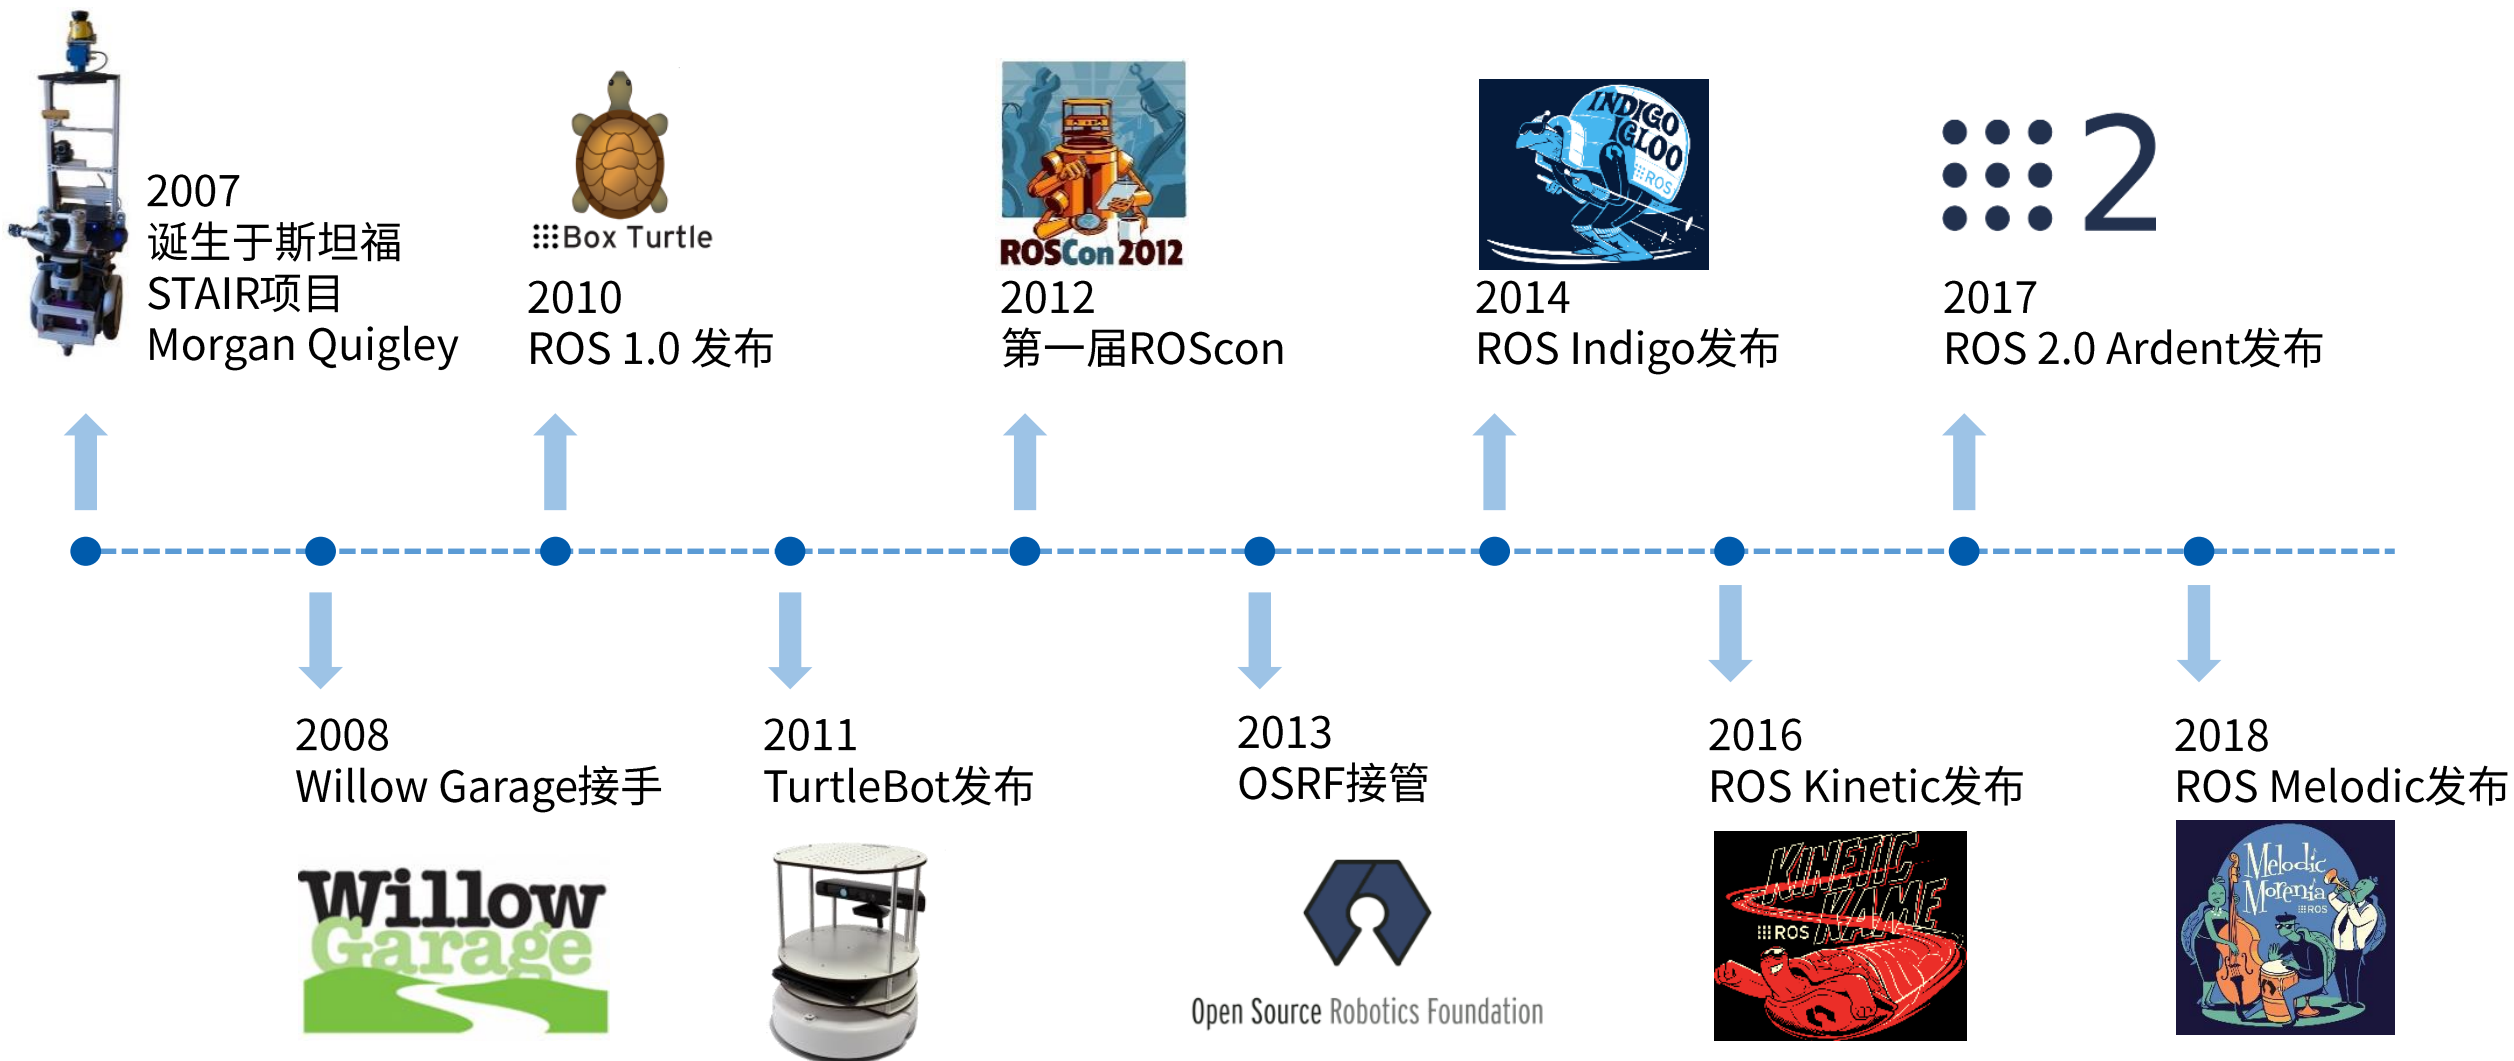 2007
诞生于斯坦福
STAIR项目
Morgan Quigley
Box Turtle
2010
ROS 1.0 发布
ROSCon 2012
2012
第一届ROScon
INDIGO
IGLOO
ROS
2014
ROS Indigo发布
2
2017
ROS 2.0 Ardent发布
2008
Willow Garage接手
Willow
Garage
2011
TurtleBot发布
2013
OSRF接管
Open Source Robotics Foundation
2016
ROS Kinetic发布
KINETIC
KAME
ROS
2018
ROS Melodic发布
Melodic
Morenia
ROS